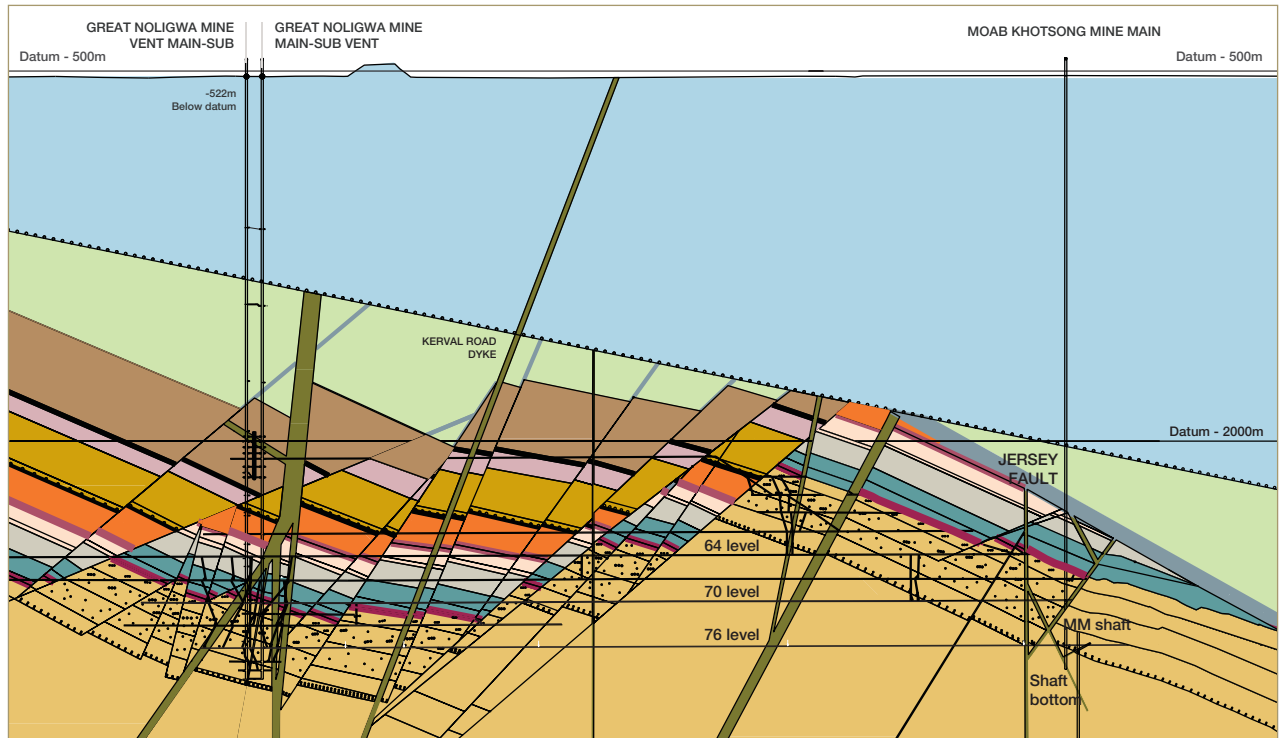 GREAT NOLIGWA MINE
VENT MAIN-SUB
GREAT NOLIGWA MINE
MAIN-SUB VENT
MOAB KHOTSONG MINE MAIN
Datum - 500m
Datum - 500m
-522m
Below datum
KERVAL ROAD
DYKE
Datum - 2000m
JERSEY
FAULT
64 level
70 level
76 level
MM shaft
Shaft
bottom